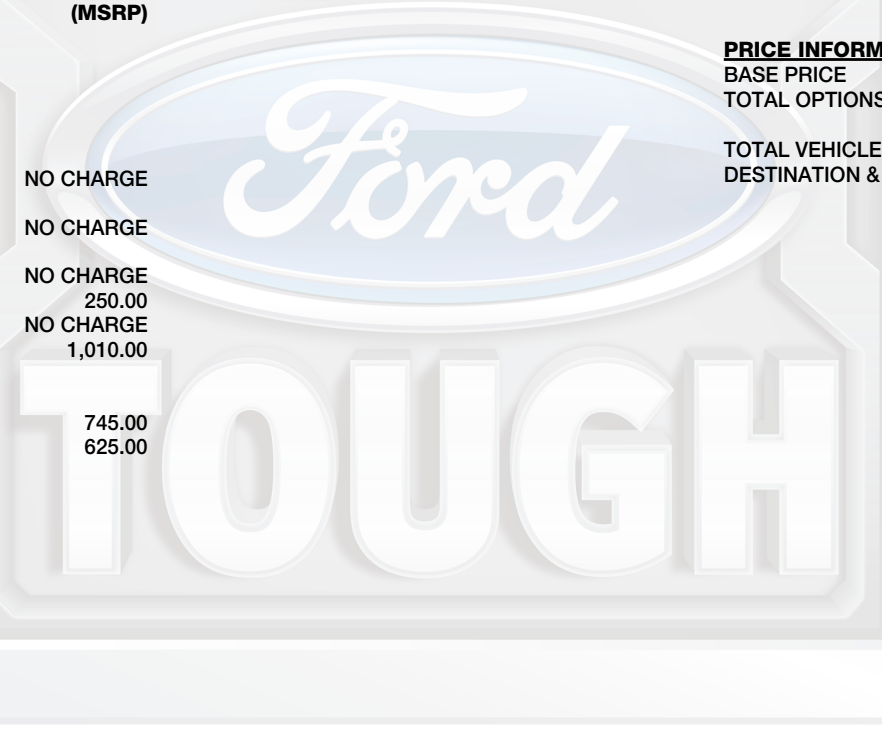 (MSRP)
NO CHARGE
NO CHARGE
NO CHARGE
250.00
NO CHARGE
1,010.00
745.00
625.00
PRICE INFORM
BASE PRICE
TOTAL OPTIONS
TOTAL VEHICLE
DESTINATION &
Ford
TOUGH